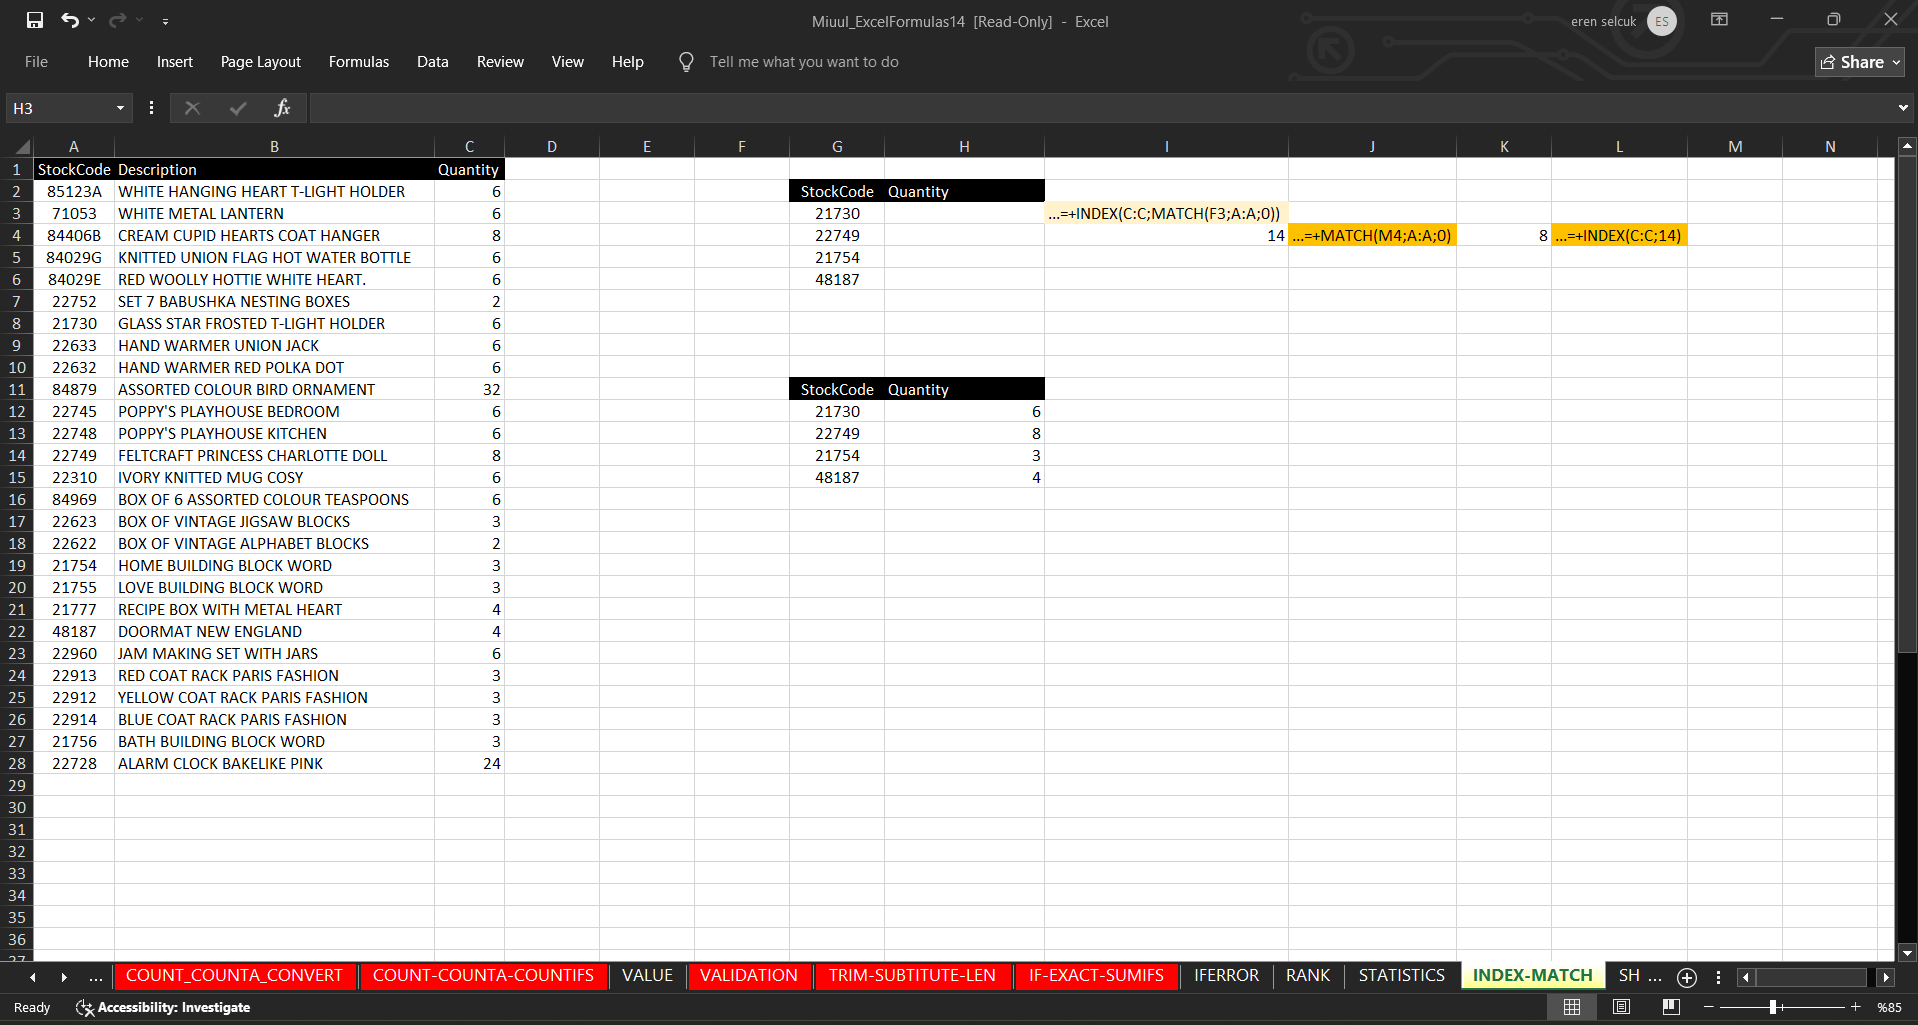 Miuul_ExcelFormulas14 [Read-Only] - Excel
eren selcuk ES
File Home Insert Page Layout Formulas Data Review View Help Tell me what you want to do Share
H3 fx
A B C D E F G H I J K L M N
1 StockCode Description Quantity
2 85123A WHITE HANGING HEART T-LIGHT HOLDER 6 StockCode Quantity
3 71053 WHITE METAL LANTERN 6 21730 ...=+INDEX(C:C;MATCH(F3;A:A;0))
4 84406B CREAM CUPID HEARTS COAT HANGER 8 22749 14 ...=+MATCH(M4;A:A;0) 8 ...=+INDEX(C:C;14)
5 84029G KNITTED UNION FLAG HOT WATER BOTTLE 6 21754
6 84029E RED WOOLLY HOTTIE WHITE HEART. 6 48187
7 22752 SET 7 BABUSHKA NESTING BOXES 2
8 21730 GLASS STAR FROSTED T-LIGHT HOLDER 6
9 22633 HAND WARMER UNION JACK 6
10 22632 HAND WARMER RED POLKA DOT 6
11 84879 ASSORTED COLOUR BIRD ORNAMENT 32 StockCode Quantity
12 22745 POPPY'S PLAYHOUSE BEDROOM 6 21730 6
13 22748 POPPY'S PLAYHOUSE KITCHEN 6 22749 8
14 22749 FELTCRAFT PRINCESS CHARLOTTE DOLL 8 21754 3
15 22310 IVORY KNITTED MUG COSY 6 48187 4
16 84969 BOX OF 6 ASSORTED COLOUR TEASPOONS 6
17 22623 BOX OF VINTAGE JIGSAW BLOCKS 3
18 22622 BOX OF VINTAGE ALPHABET BLOCKS 2
19 21754 HOME BUILDING BLOCK WORD 3
20 21755 LOVE BUILDING BLOCK WORD 3
21 21777 RECIPE BOX WITH METAL HEART 4
22 48187 DOORMAT NEW ENGLAND 4
23 22960 JAM MAKING SET WITH JARS 6
24 22913 RED COAT RACK PARIS FASHION 3
25 22912 YELLOW COAT RACK PARIS FASHION 3
26 22914 BLUE COAT RACK PARIS FASHION 3
27 21756 BATH BUILDING BLOCK WORD 3
28 22728 ALARM CLOCK BAKELIKE PINK 24
29
30
31
32
33
34
35
36
37
... COUNT_COUNTA_CONVERT COUNT-COUNTA-COUNTIFS VALUE VALIDATION TRIM-SUBTITUTE-LEN IF-EXACT-SUMIFS IFERROR RANK STATISTICS INDEX-MATCH SH ...
Ready Accessibility: Investigate %85